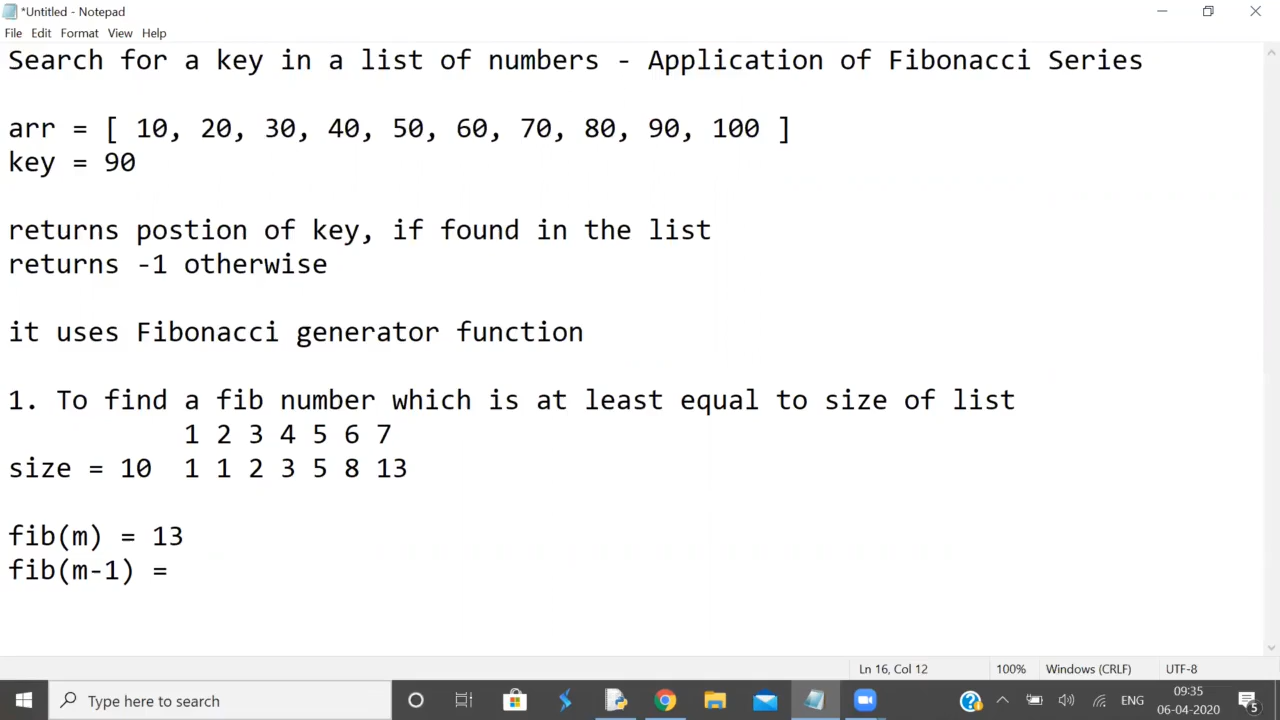 *Untitled - Notepad
File Edit Format View Help
Search for a key in a list of numbers - Application of Fibonacci Series
arr = [ 10, 20, 30, 40, 50, 60, 70, 80, 90, 100 ]
key = 90
returns postion of key, if found in the list
returns -1 otherwise
it uses Fibonacci generator function
1. To find a fib number which is at least equal to size of list
1 2 3 4 5 6 7
size = 10 1 1 2 3 5 8 13
fib(m) = 13
fib(m-1) =
Ln 16, Col 12 100% Windows (CRLF) UTF-8
Type here to search ENG 09:35
06-04-2020 5